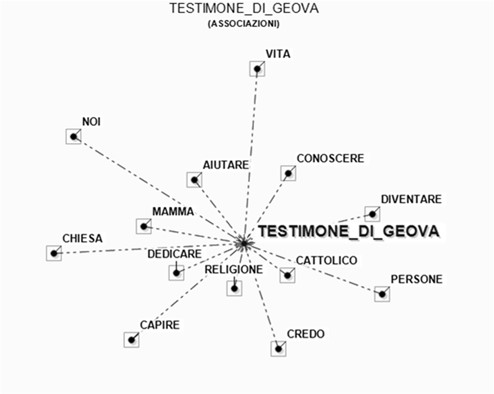 TESTIMONE_DI_GEOVA
(ASSOCIAZIONI)
VITA
NOI
AIUTARE
CONOSCERE
DIVENTARE
MAMMA
TESTIMONE_DI_GEOVA
CHIESA
DEDICARE
CATTOLICO
RELIGIONE
PERSONE
CAPIRE
CREDO